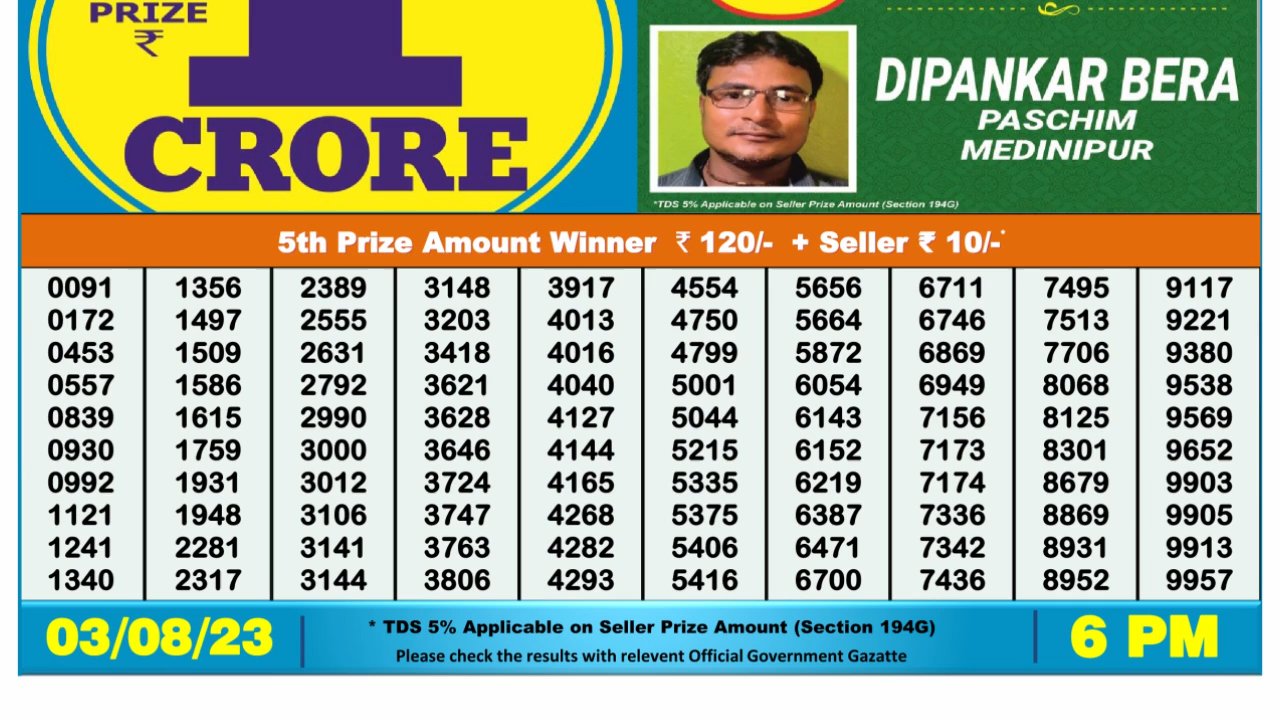 PRIZE
₹
1
CRORE
DIPANKAR BERA
PASCHIM
MEDINIPUR
*TDS 5% Applicable on Seller Prize Amount (Section 194G)
5th Prize Amount Winner ₹ 120/- + Seller ₹ 10/-*
0091 1356 2389 3148 3917 4554 5656 6711 7495 9117
0172 1497 2555 3203 4013 4750 5664 6746 7513 9221
0453 1509 2631 3418 4016 4799 5872 6869 7706 9380
0557 1586 2792 3621 4040 5001 6054 6949 8068 9538
0839 1615 2990 3628 4127 5044 6143 7156 8125 9569
0930 1759 3000 3646 4144 5215 6152 7173 8301 9652
0992 1931 3012 3724 4165 5335 6219 7174 8679 9903
1121 1948 3106 3747 4268 5375 6387 7336 8869 9905
1241 2281 3141 3763 4282 5406 6471 7342 8931 9913
1340 2317 3144 3806 4293 5416 6700 7436 8952 9957
03/08/23
* TDS 5% Applicable on Seller Prize Amount (Section 194G)
Please check the results with relevent Official Government Gazatte
6 PM